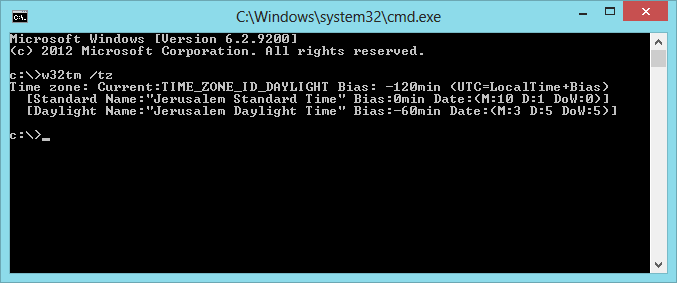 C:\Windows\system32\cmd.exe
Microsoft Windows [Version 6.2.9200]
(c) 2012 Microsoft Corporation. All rights reserved.
c:\>w32tm /tz
Time zone: Current:TIME_ZONE_ID_DAYLIGHT Bias: -120min (UTC=LocalTime+Bias)
[Standard Name:"Jerusalem Standard Time" Bias:0min Date:(M:10 D:1 DoW:0)]
[Daylight Name:"Jerusalem Daylight Time" Bias:-60min Date:(M:3 D:5 DoW:5)]
c:\>_